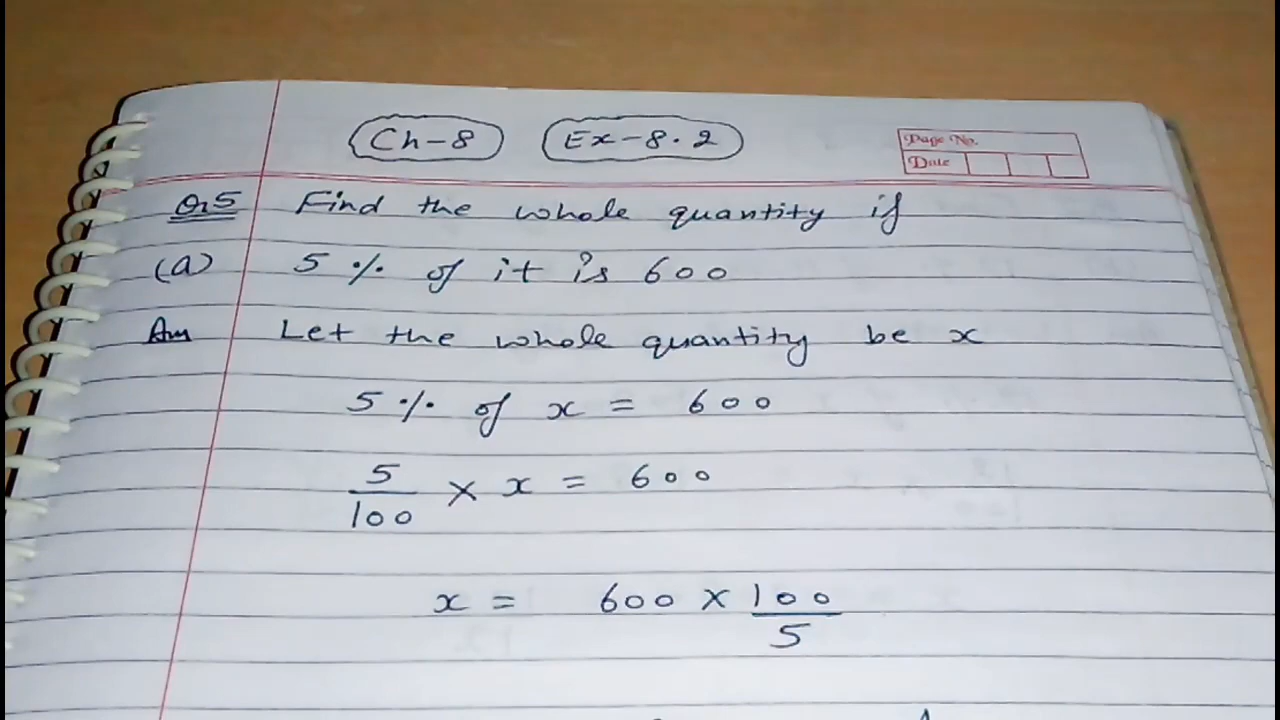 Ch-8 Ex-8.2
Page No.
Date
Qr5 Find the whole quantity if
(a) 5 % of it is 600
Ans Let the whole quantity be x
5 % of x = 600
5/100 × x = 600
x = 600 × 100/5